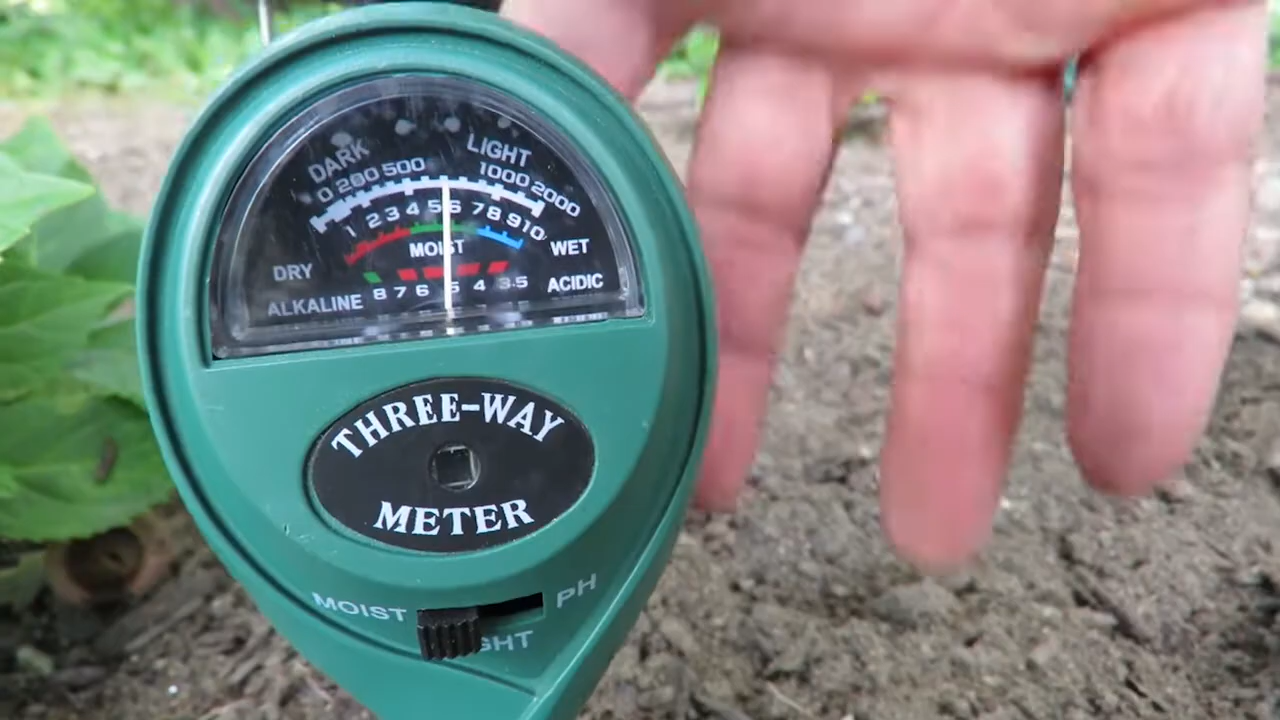 DARK LIGHT
0 200 500 1000 2000
1 2 3 4 5 6 7 8 9 10
DRY MOIST WET
ALKALINE 8 7 6 5 4 3.5 ACIDIC
THREE-WAY
METER
MOIST PH
GHT